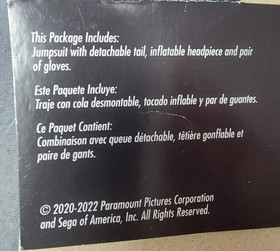 This Package Includes:
Jumpsuit with detachable tail, inflatable headpiece and pair
of gloves.
Este Paquete Incluye:
Traje con cola desmontable, tocado inflable y par de guantes.
Ce Paquet Contient:
Combinaison avec queue détachable, têtière gonflable et
paire de gants.
© 2020-2022 Paramount Pictures Corporation
and Sega of America, Inc. All Rights Reserved.